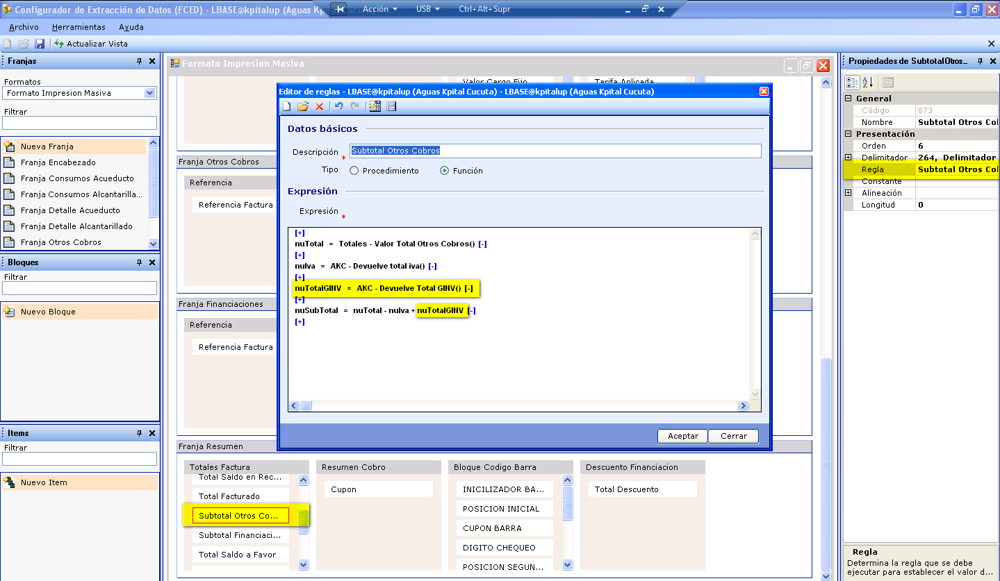 Configurador de Extracción de Datos (FCED) - LBASE@kpitalup (Aguas Kp
Acción
USB
Ctrl+Alt+Supr
Archivo
Herramientas
Ayuda
Actualizar Vista
Franjas
Formatos
Formato Impresion Masiva
Filtrar
Nueva Franja
Franja Encabezado
Franja Consumos Acueducto
Franja Consumos Alcantarilla...
Franja Detalle Acueducto
Franja Detalle Alcantarillado
Franja Otros Cobros
Bloques
Filtrar
Nuevo Bloque
Items
Filtrar
Nuevo Item
Formato Impresion Masiva
Valor Cargo Fijo
Tarifa Aplicada
Franja Otros Cobros
Referencia
Referencia Factura
Franja Financiaciones
Referencia
Referencia Factura
Franja Resumen
Totales Factura
Total Saldo en Rec...
Total Facturado
Subtotal Otros Co...
Subtotal Financiaci...
Total Saldo a Favor
Resumen Cobro
Cupon
Bloque Codigo Barra
INICILIZADOR BA...
POSICION INICIAL
CUPON BARRA
DIGITO CHEQUEO
POSICION SEGUN...
Descuento Financiacion
Total Descuento
Editor de reglas - LBASE@kpitalup (Aguas Kpital Cucuta) - LBASE@kpitalup (Aguas Kpital Cucuta)
Datos básicos
Descripción *
Subtotal Otros Cobros
Tipo
Procedimiento
Función
Expresión
Expresión *
[+]
nuTotal = Totales - Valor Total Otros Cobros() [-]
[+]
nuIva = AKC - Devuelve total iva() [-]
[+]
nuTotalGINV = AKC - Devuelve Total GINV() [-]
[+]
nuSubTotal = nuTotal - nuIva + nuTotalGINV [-]
[+]
Aceptar
Cerrar
Propiedades de SubtotalOtros...
General
Código 873
Nombre Subtotal Otros Col
Presentación
Orden 6
Delimitador 264, Delimitador
Regla Subtotal Otros Col
Constante
Alineación
Longitud 0
Regla
Determina la regla que se debe
ejecutar para establecer el valor d...